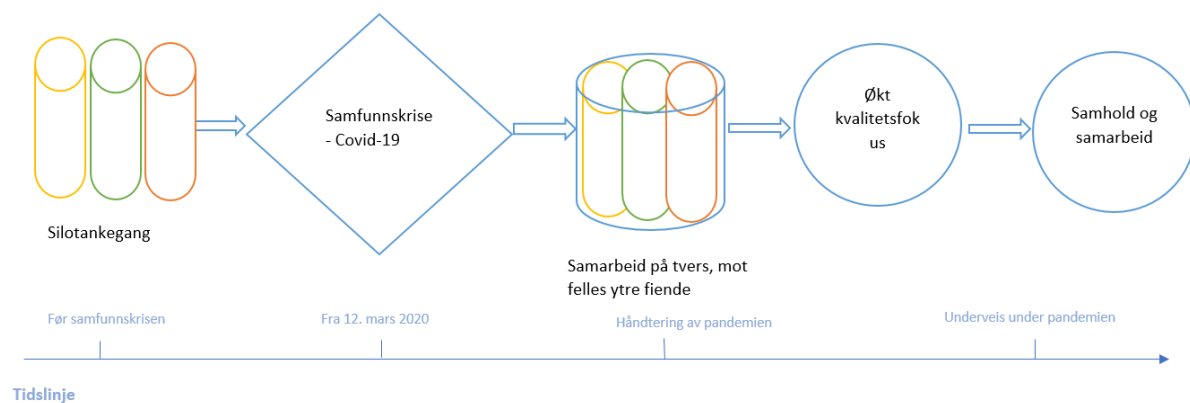 Silotankegang
Samfunnskrise
- Covid-19
Samarbeid på tvers, mot
felles ytre fiende
Økt
kvalitetsfok
us
Samhold og
samarbeid
Før samfunnskrisen
Fra 12. mars 2020
Håndtering av pandemien
Underveis under pandemien
Tidslinje